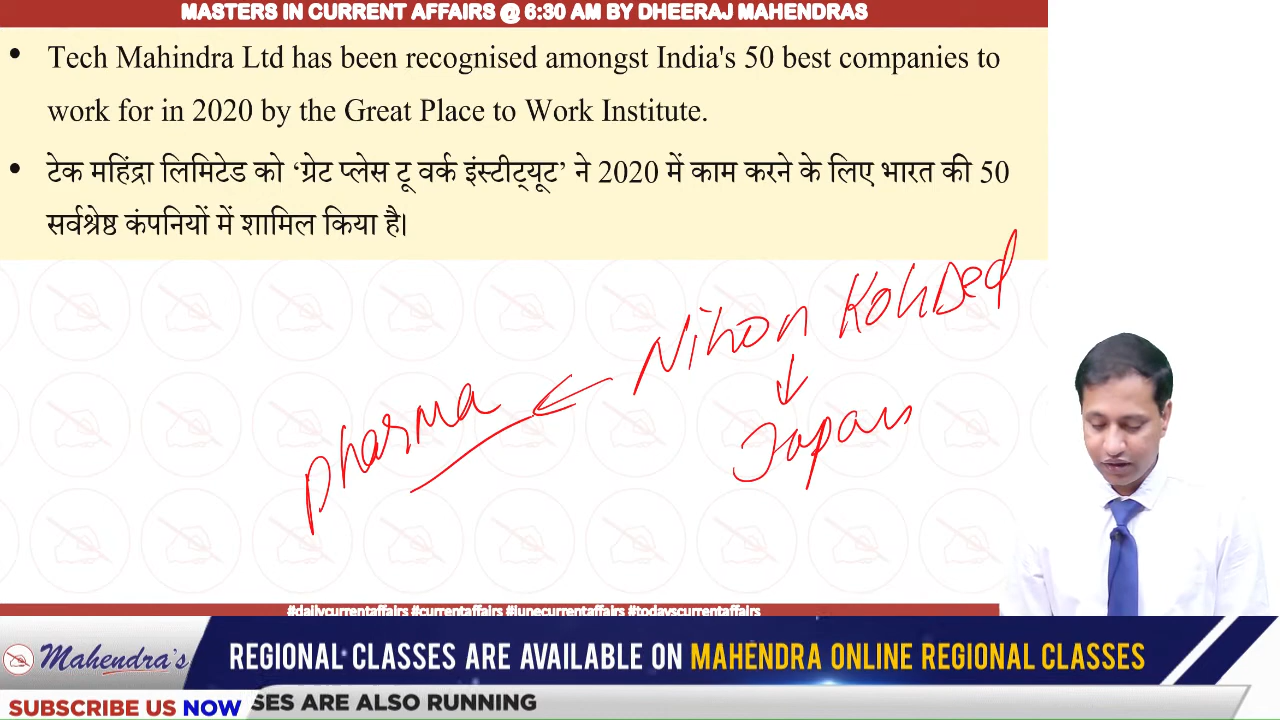 MASTERS IN CURRENT AFFAIRS @ 6:30 AM BY DHEERAJ MAHENDRAS
• Tech Mahindra Ltd has been recognised amongst India's 50 best companies to
work for in 2020 by the Great Place to Work Institute.
• टेक महिंद्रा लिमिटेड को ‘ग्रेट प्लेस टू वर्क इंस्टीट्यूट’ ने 2020 में काम करने के लिए भारत की 50
सर्वश्रेष्ठ कंपनियों में शामिल किया है।
Nihon Kohden
pharma
Japan
#dailycurrentaffairs #currentaffairs #junecurrentaffairs #todayscurrentaffairs
Mahendra's
REGIONAL CLASSES ARE AVAILABLE ON MAHENDRA ONLINE REGIONAL CLASSES
SUBSCRIBE US NOW
SES ARE ALSO RUNNING